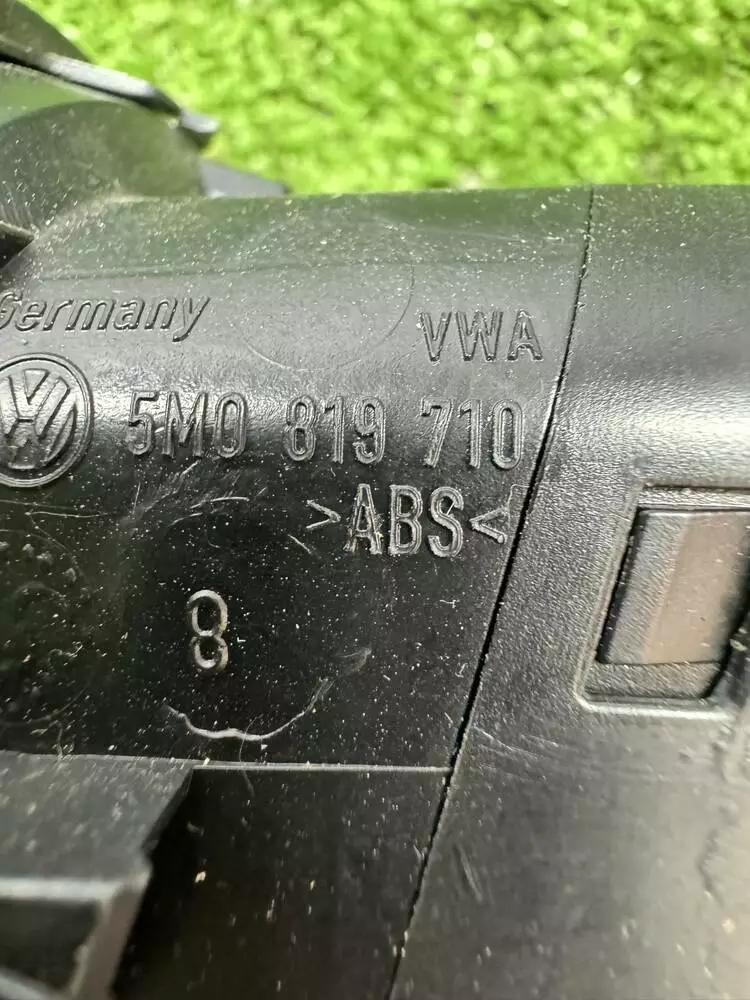 Germany
VWA
5M0 819 710
>ABS<
8